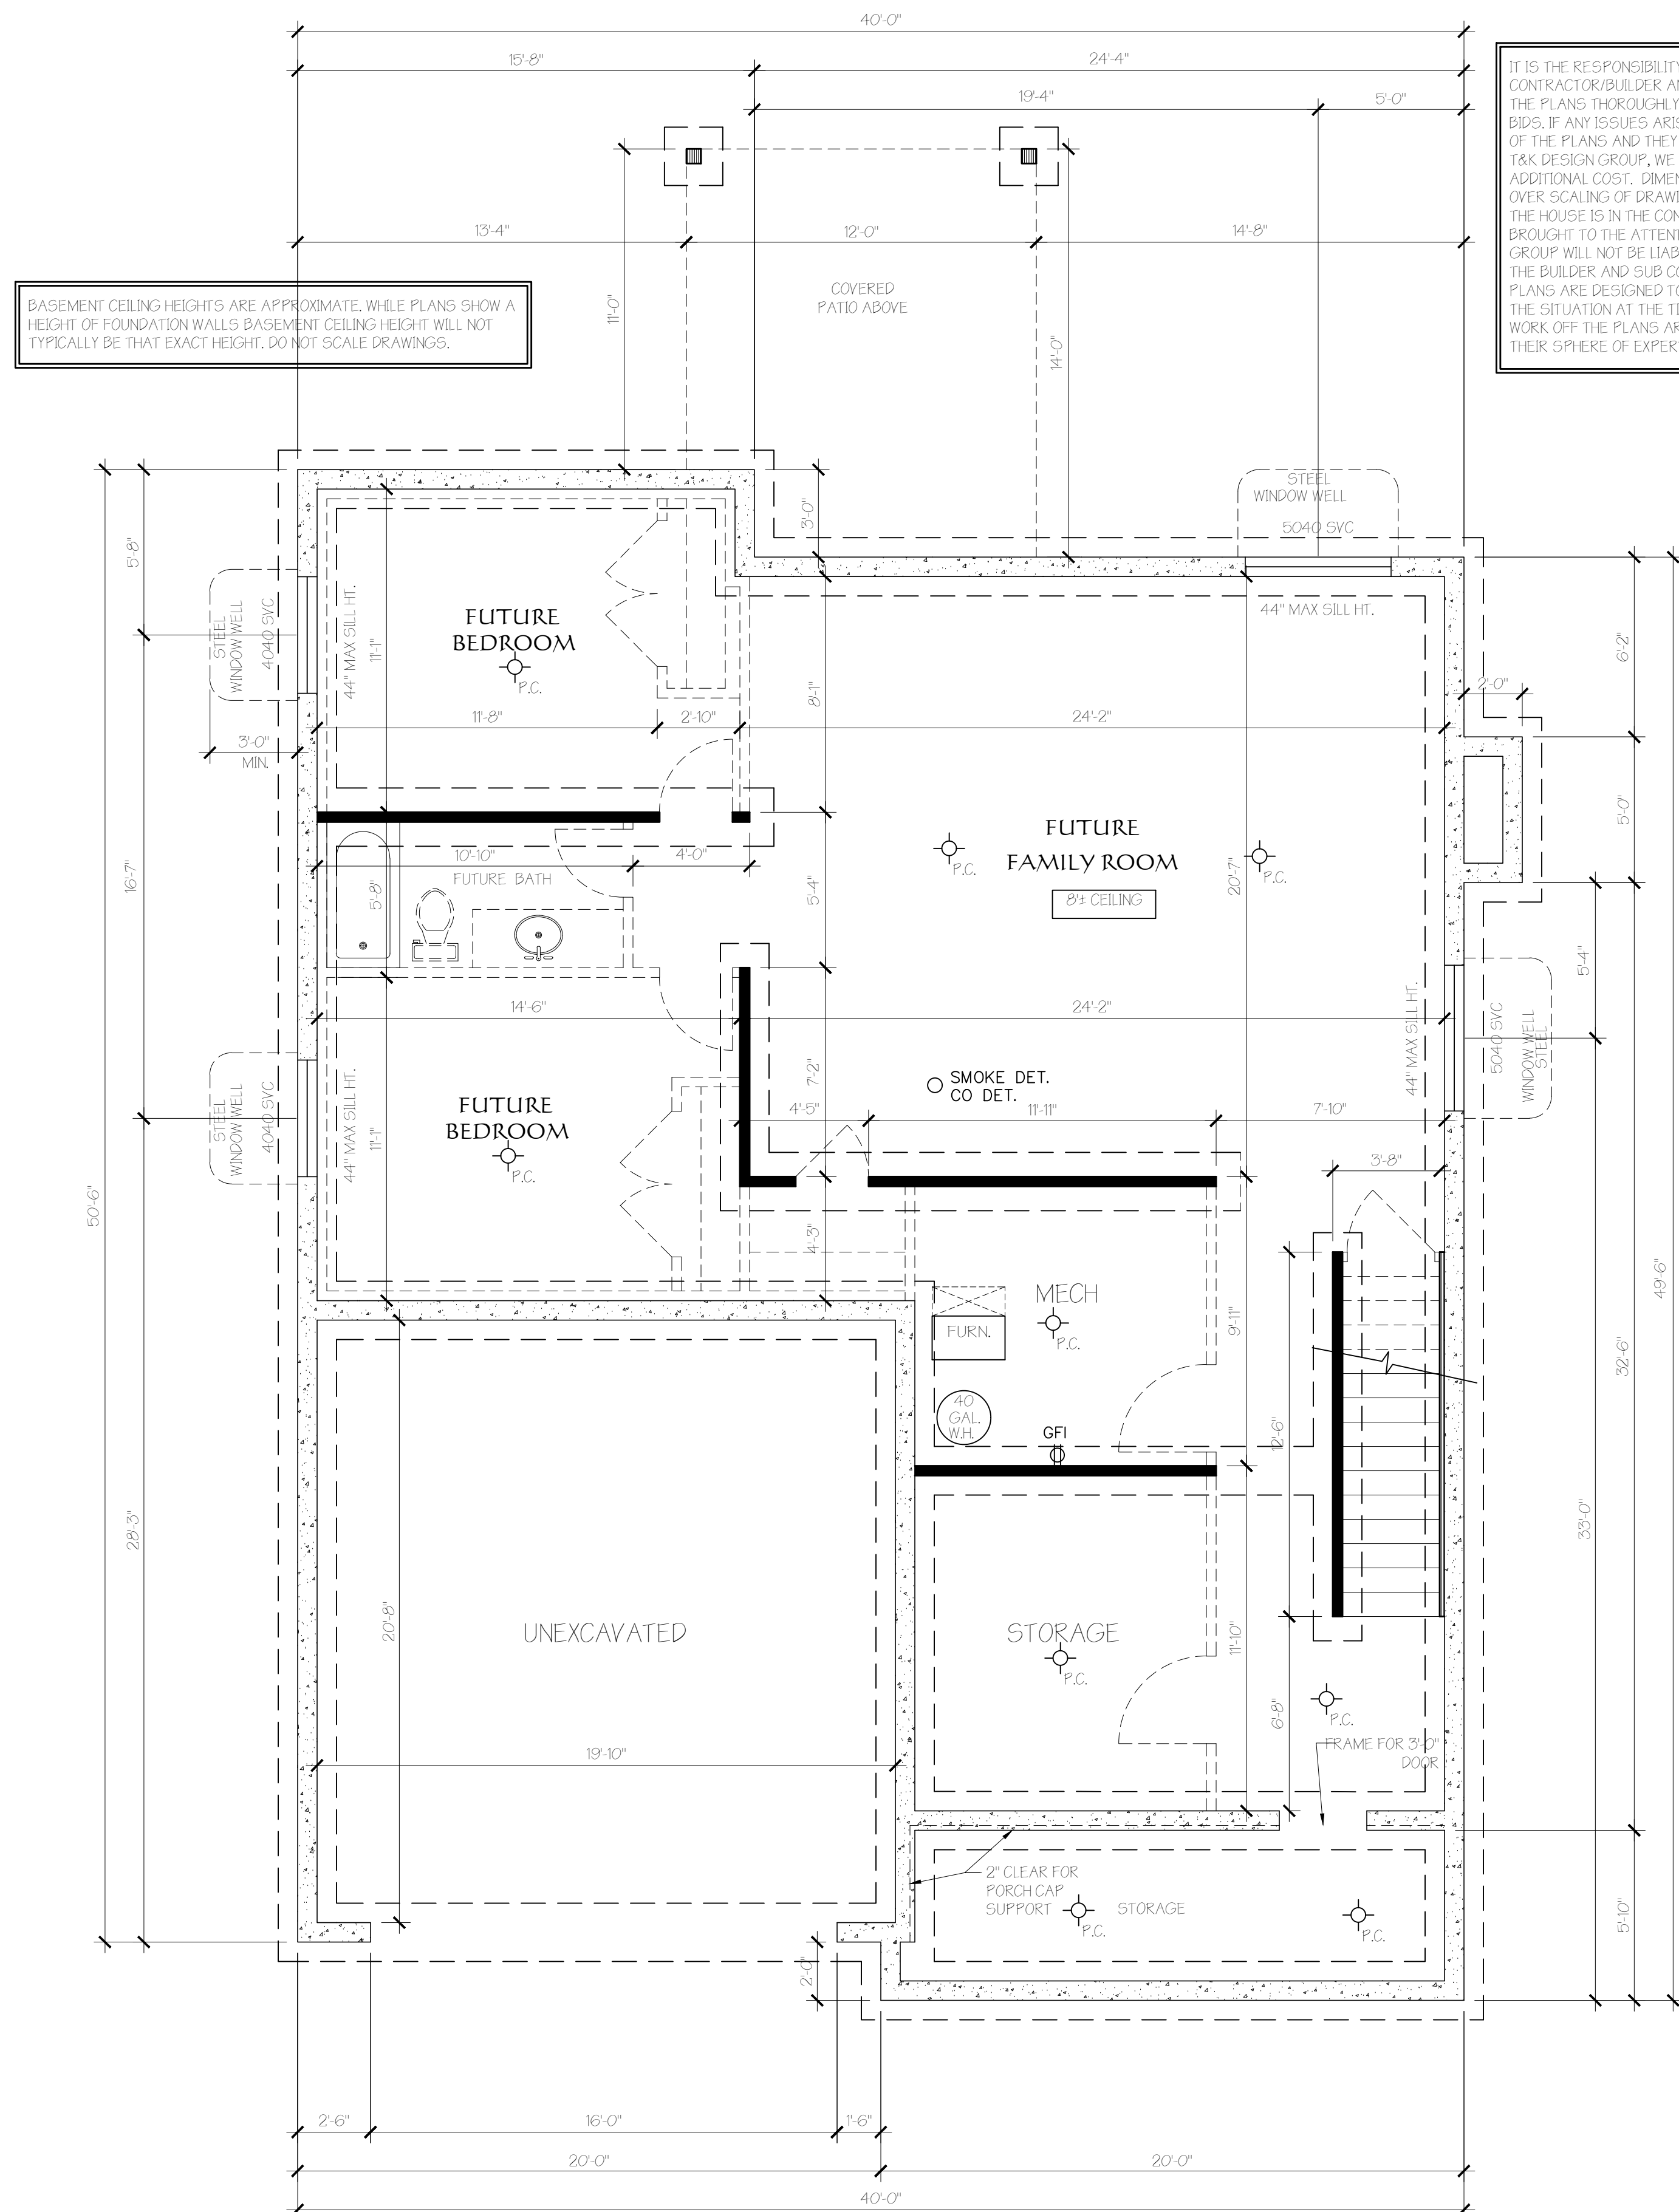 40'-0"
15'-8"
24'-4"
19'-4"
5'-0"
13'-4"
12'-0"
14'-8"
11'-0"
14'-0"
COVERED
PATIO ABOVE
BASEMENT CEILING HEIGHTS ARE APPROXIMATE. WHILE PLANS SHOW A
HEIGHT OF FOUNDATION WALLS BASEMENT CEILING HEIGHT WILL NOT
TYPICALLY BE THAT EXACT HEIGHT. DO NOT SCALE DRAWINGS.
IT IS THE RESPONSIBILITY
CONTRACTOR/BUILDER
THE PLANS THOROUGHLY
BIDS. IF ANY ISSUES
OF THE PLANS AND THEY
T&K DESIGN GROUP, WE
ADDITIONAL COST.
OVER SCALING OF
THE HOUSE IS IN THE
BROUGHT TO THE
GROUP WILL NOT BE
THE BUILDER AND SUB
PLANS ARE DESIGNED
THE SITUATION AT THE
WORK OFF THE PLANS
THEIR SPHERE OF
STEEL
WINDOW WELL
5040 SVC
44" MAX SILL HT.
3'-0"
5'-8"
STEEL
WINDOW WELL
4040 SVC
44" MAX SILL HT.
11'-1"
FUTURE
BEDROOM
P.C.
8'-1"
6'-2"
2'-0"
11'-8"
2'-10"
24'-2"
3'-0"
MIN.
5'-0"
16'-7"
10'-10"
4'-0"
FUTURE BATH
5'-8"
5'-4"
FUTURE
FAMILY ROOM
8'± CEILING
P.C.
P.C.
20'-7"
5'-4"
14'-6"
24'-2"
44" MAX SILL HT.
5040 SVC
WINDOW WELL
STEEL
7'-2"
SMOKE DET.
CO DET.
STEEL
WINDOW WELL
4040 SVC
44" MAX SILL HT.
11'-1"
FUTURE
BEDROOM
P.C.
4'-5"
11'-11"
7'-10"
3'-8"
50'-6"
4'-3"
MECH
P.C.
FURN.
9'-11"
49'-6"
32'-6"
40
GAL.
W.H.
GFI
12'-6"
28'-3"
33'-0"
20'-8"
UNEXCAVATED
STORAGE
P.C.
11'-10"
6'-8"
P.C.
FRAME FOR 3'-0"
DOOR
19'-10"
2" CLEAR FOR
PORCH CAP
SUPPORT
STORAGE
P.C.
P.C.
5'-10"
2'-0"
2'-6"
16'-0"
1'-6"
20'-0"
20'-0"
40'-0"